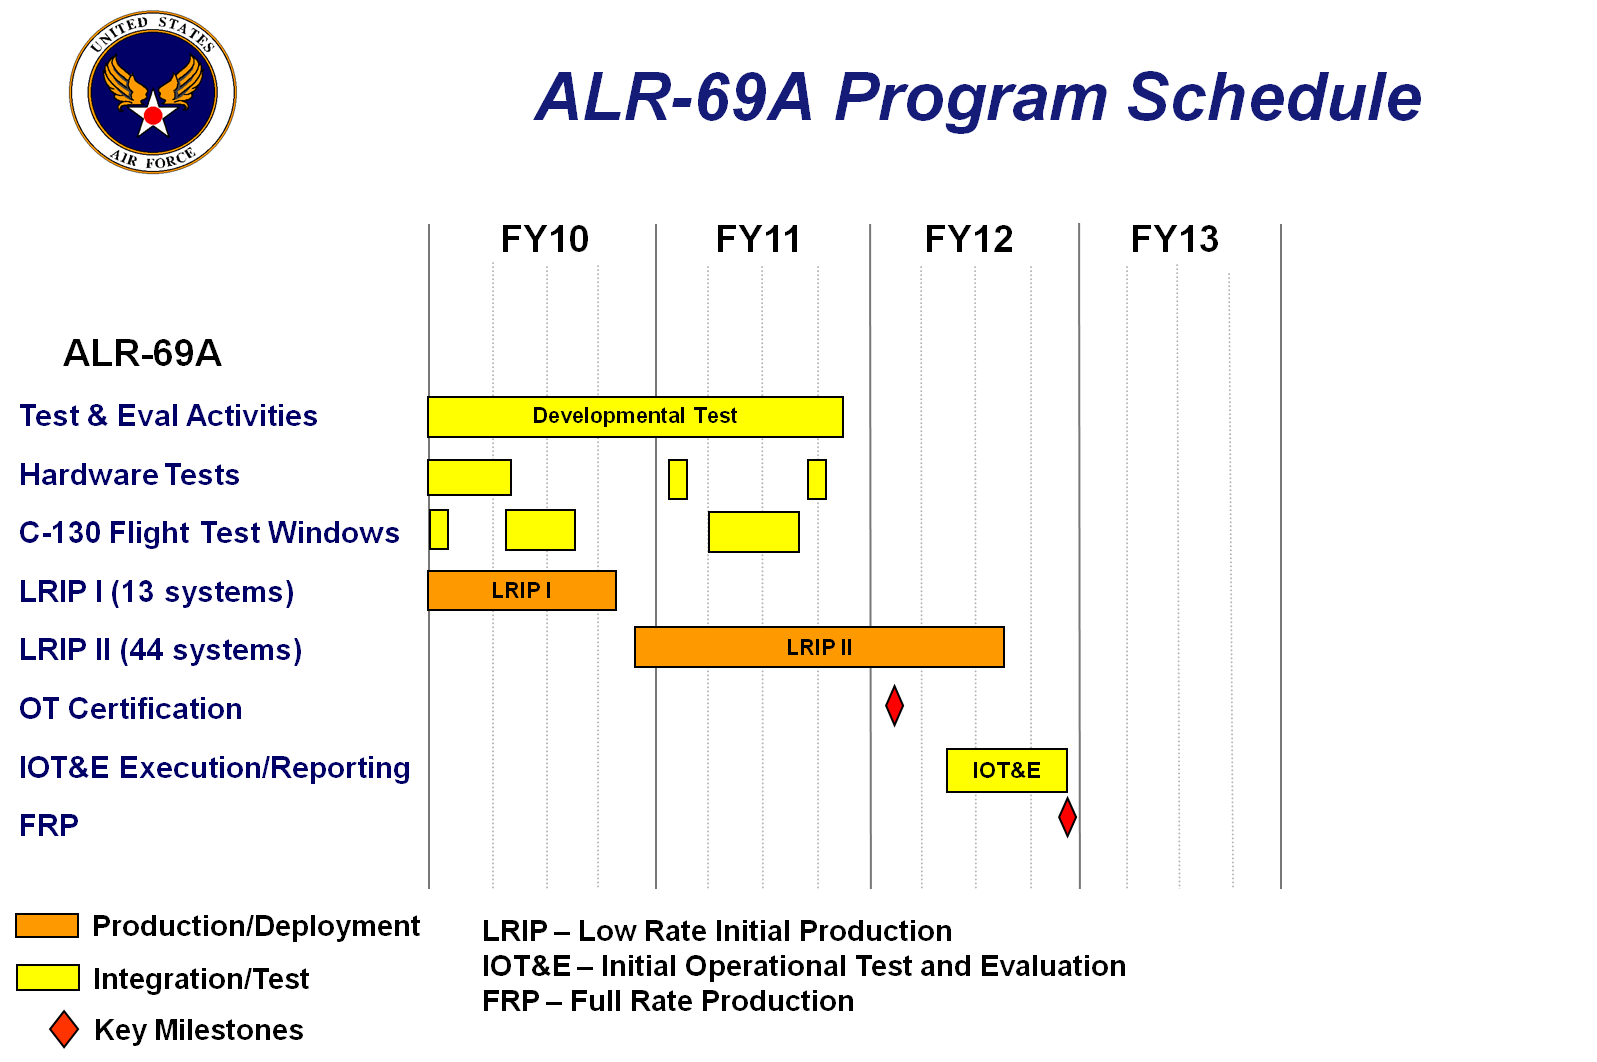 UNITED STATES
AIR FORCE
ALR-69A Program Schedule
FY10 FY11 FY12 FY13
ALR-69A
Test & Eval Activities
Developmental Test
Hardware Tests
C-130 Flight Test Windows
LRIP I (13 systems)
LRIP I
LRIP II (44 systems)
LRIP II
OT Certification
IOT&E Execution/Reporting
IOT&E
FRP
Production/Deployment
Integration/Test
Key Milestones
LRIP – Low Rate Initial Production
IOT&E – Initial Operational Test and Evaluation
FRP – Full Rate Production